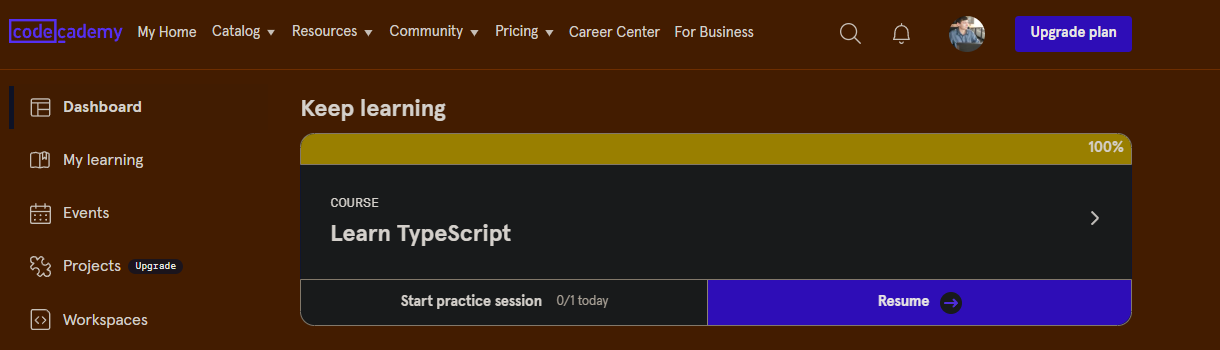 codecademy My Home Catalog Resources Community Pricing Career Center For Business Upgrade plan
Dashboard
My learning
Events
Projects Upgrade
Workspaces
Keep learning
100%
COURSE
Learn TypeScript
Start practice session 0/1 today
Resume